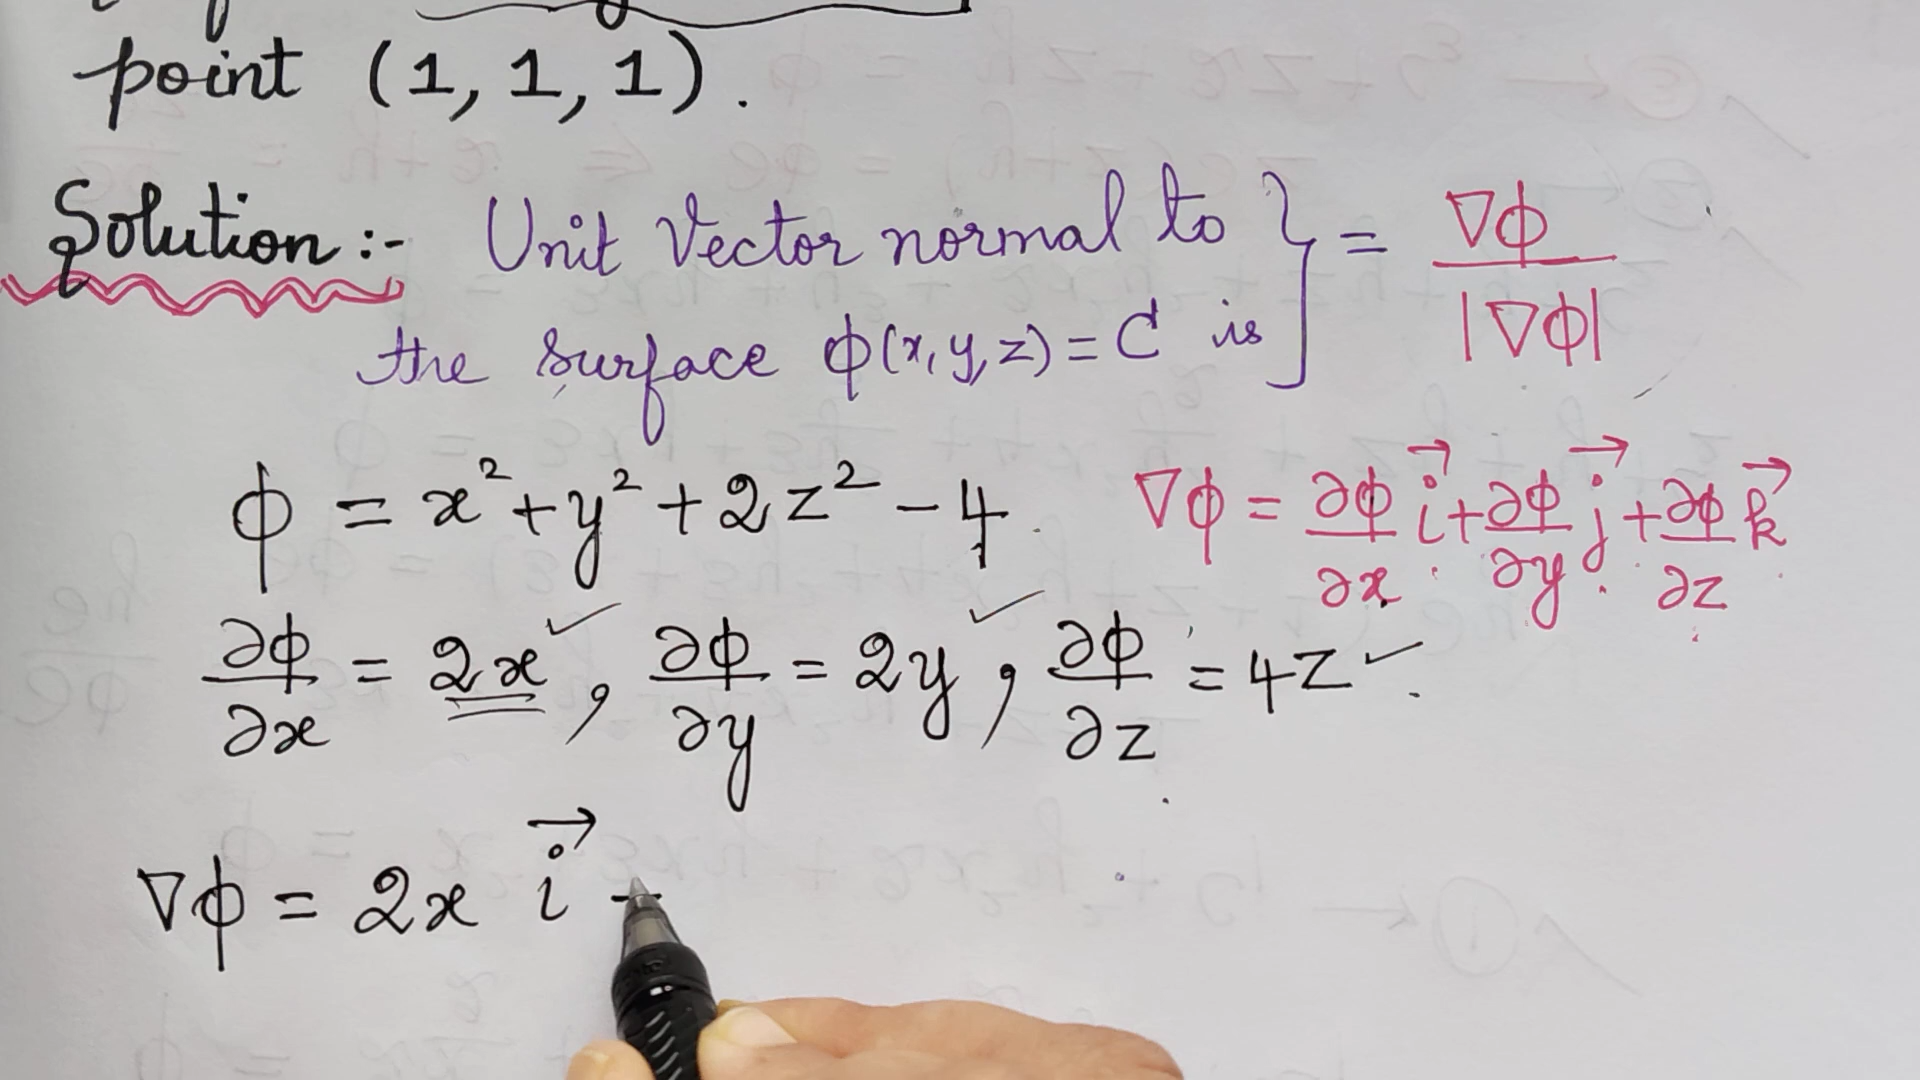 point (1, 1, 1).
Solution :- Unit Vector normal to } = ∇ϕ / |∇ϕ|
the surface ϕ(x, y, z) = C is
ϕ = x² + y² + 2z² - 4. ∇ϕ = ∂ϕ/∂x i⃗ + ∂ϕ/∂y j⃗ + ∂ϕ/∂z k⃗
∂ϕ/∂x = 2x ✓, ∂ϕ/∂y = 2y ✓, ∂ϕ/∂z = 4z ✓.
∇ϕ = 2x i⃗ +